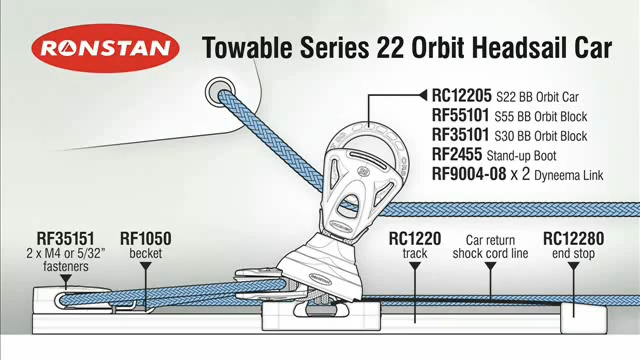 RONSTAN
Towable Series 22 Orbit Headsail Car
RC12205 S22 BB Orbit Car
RF55101 S55 BB Orbit Block
RF35101 S30 BB Orbit Block
RF2455 Stand-up Boot
RF9004-08 x 2 Dyneema Link
RF35151
2 x M4 or 5/32"
fasteners
RF1050
becket
RC1220
track
Car return
shock cord line
RC12280
end stop